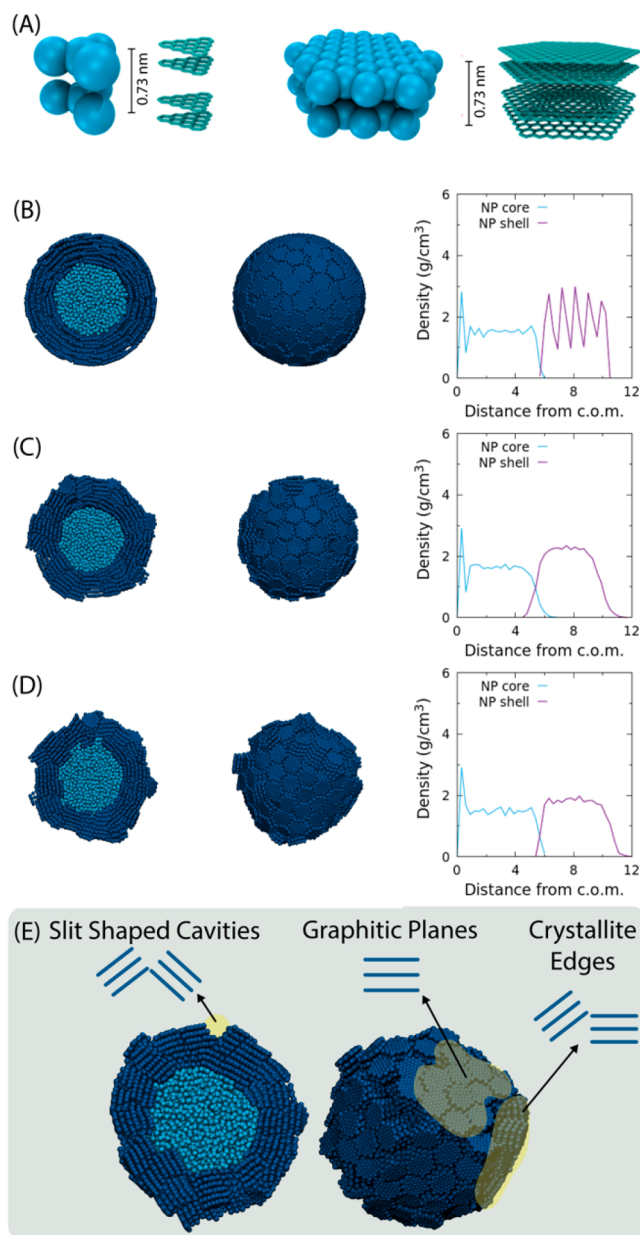 (A)
0.73 nm
0.73 nm
(B)
6
4
2
0
NP core
NP shell
Density (g/cm3)
0 4 8 12
Distance from c.o.m.
(C)
6
4
2
0
NP core
NP shell
Density (g/cm3)
0 4 8 12
Distance from c.o.m.
(D)
6
4
2
0
NP core
NP shell
Density (g/cm3)
0 4 8 12
Distance from c.o.m.
(E) Slit Shaped Cavities
Graphitic Planes
Crystallite
Edges